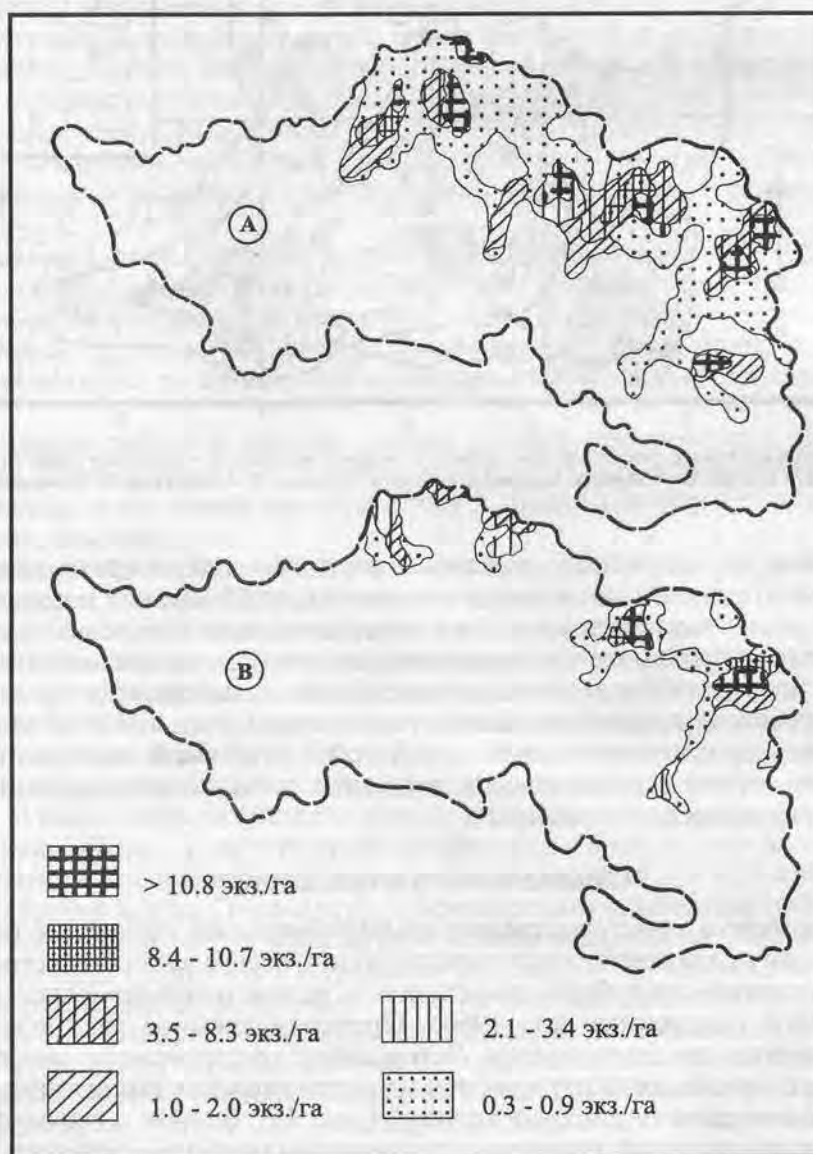 A
B
> 10.8 экз./га
8.4 - 10.7 экз./га
3.5 - 8.3 экз./га 2.1 - 3.4 экз./га
1.0 - 2.0 экз./га 0.3 - 0.9 экз./га